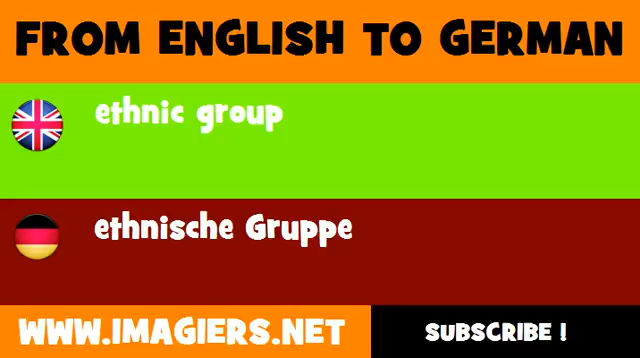 FROM ENGLISH TO GERMAN
ethnic group
ethnische Gruppe
WWW.IMAGIERS.NET
SUBSCRIBE !